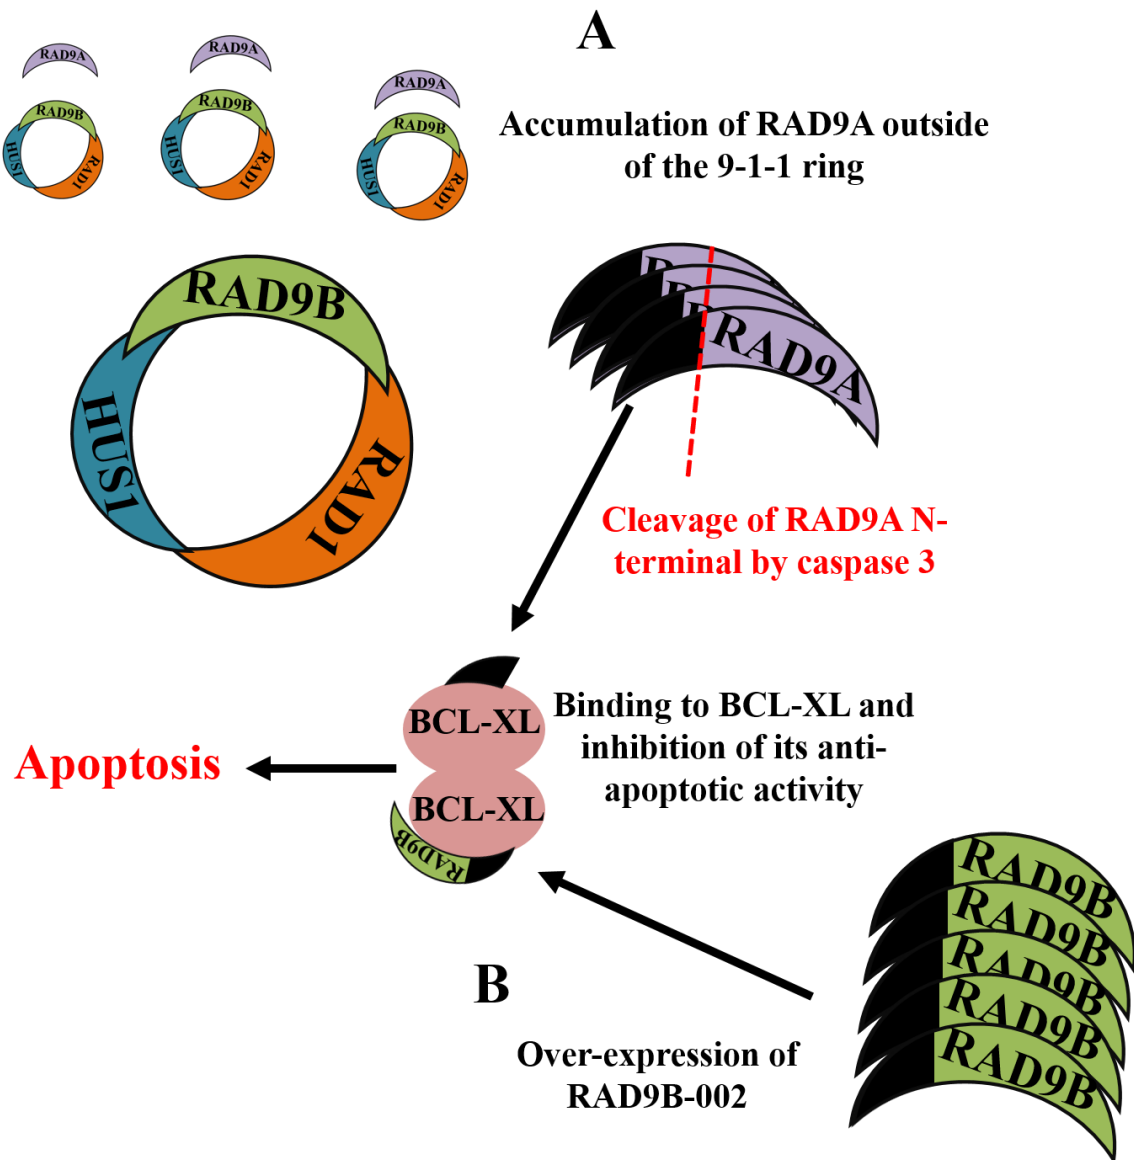 A
RAD9A
RAD9B
HUS1
RAD1
RAD9A
RAD9B
HUS1
RAD1
RAD9A
RAD9B
HUS1
RAD1
Accumulation of RAD9A outside
of the 9-1-1 ring
RAD9B
HUS1
RAD1
RAD9A
Cleavage of RAD9A N-
terminal by caspase 3
BCL-XL
BCL-XL
RAD9B
Binding to BCL-XL and
inhibition of its anti-
apoptotic activity
Apoptosis
B
Over-expression of
RAD9B-002
RAD9B
RAD9B
RAD9B
RAD9B
RAD9B